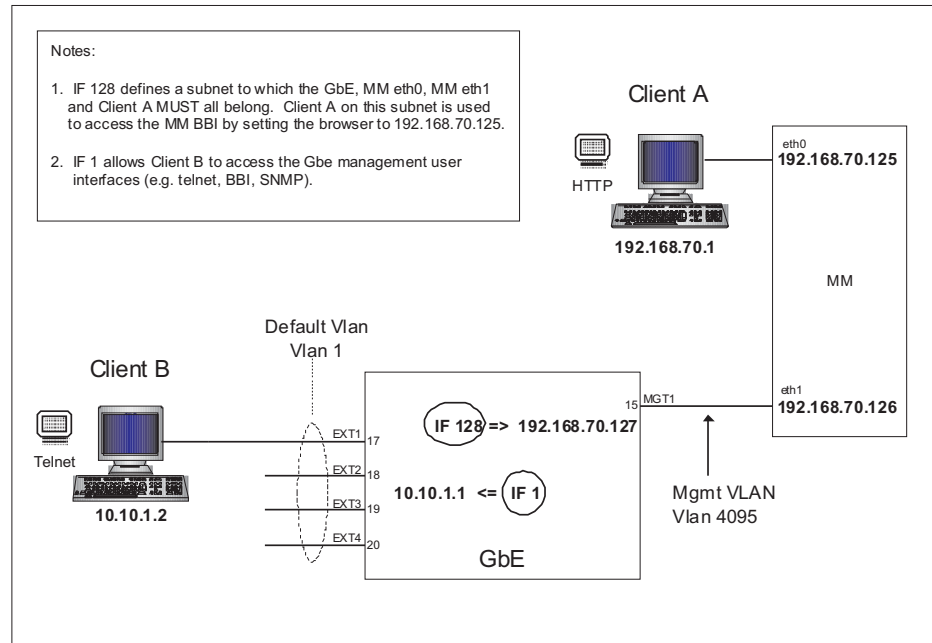 Notes:
1. IF 128 defines a subnet to which the GbE, MM eth0, MM eth1
and Client A MUST all belong. Client A on this subnet is used
to access the MM BBI by setting the browser to 192.168.70.125.
2. IF 1 allows Client B to access the Gbe management user
interfaces (e.g. telnet, BBI, SNMP).
Client A
HTTP
192.168.70.1
eth0
192.168.70.125
MM
eth1
192.168.70.126
Default Vlan
Vlan 1
Client B
Telnet
10.10.1.2
EXT1
17
EXT2
18
EXT3
19
EXT4
20
IF 128 => 192.168.70.127
10.10.1.1 <= IF 1
GbE
15
MGT1
Mgmt VLAN
Vlan 4095